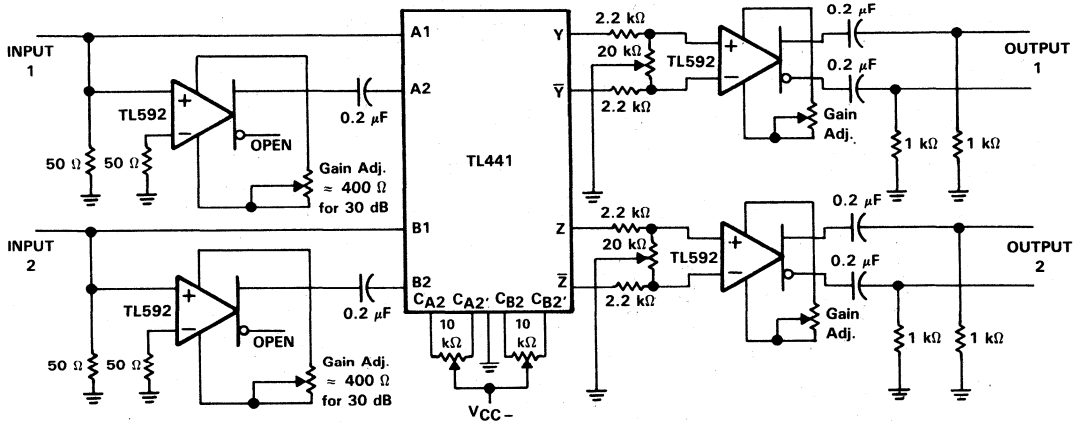 INPUT
1
TL592
+
−
OPEN
50 Ω
50 Ω
0.2 μF
Gain Adj.
≈ 400 Ω
for 30 dB
INPUT
2
TL592
+
−
OPEN
50 Ω
50 Ω
0.2 μF
Gain Adj.
≈ 400 Ω
for 30 dB
A1
A2
TL441
B1
B2
Y
Y̅
Z
Z̅
CA2 CA2' CB2 CB2'
10
kΩ
10
kΩ
VCC−
2.2 kΩ
20 kΩ
2.2 kΩ
TL592
+
−
0.2 μF
0.2 μF
Gain
Adj.
1 kΩ
1 kΩ
OUTPUT
1
2.2 kΩ
20 kΩ
2.2 kΩ
TL592
+
−
0.2 μF
0.2 μF
Gain
Adj.
1 kΩ
1 kΩ
OUTPUT
2